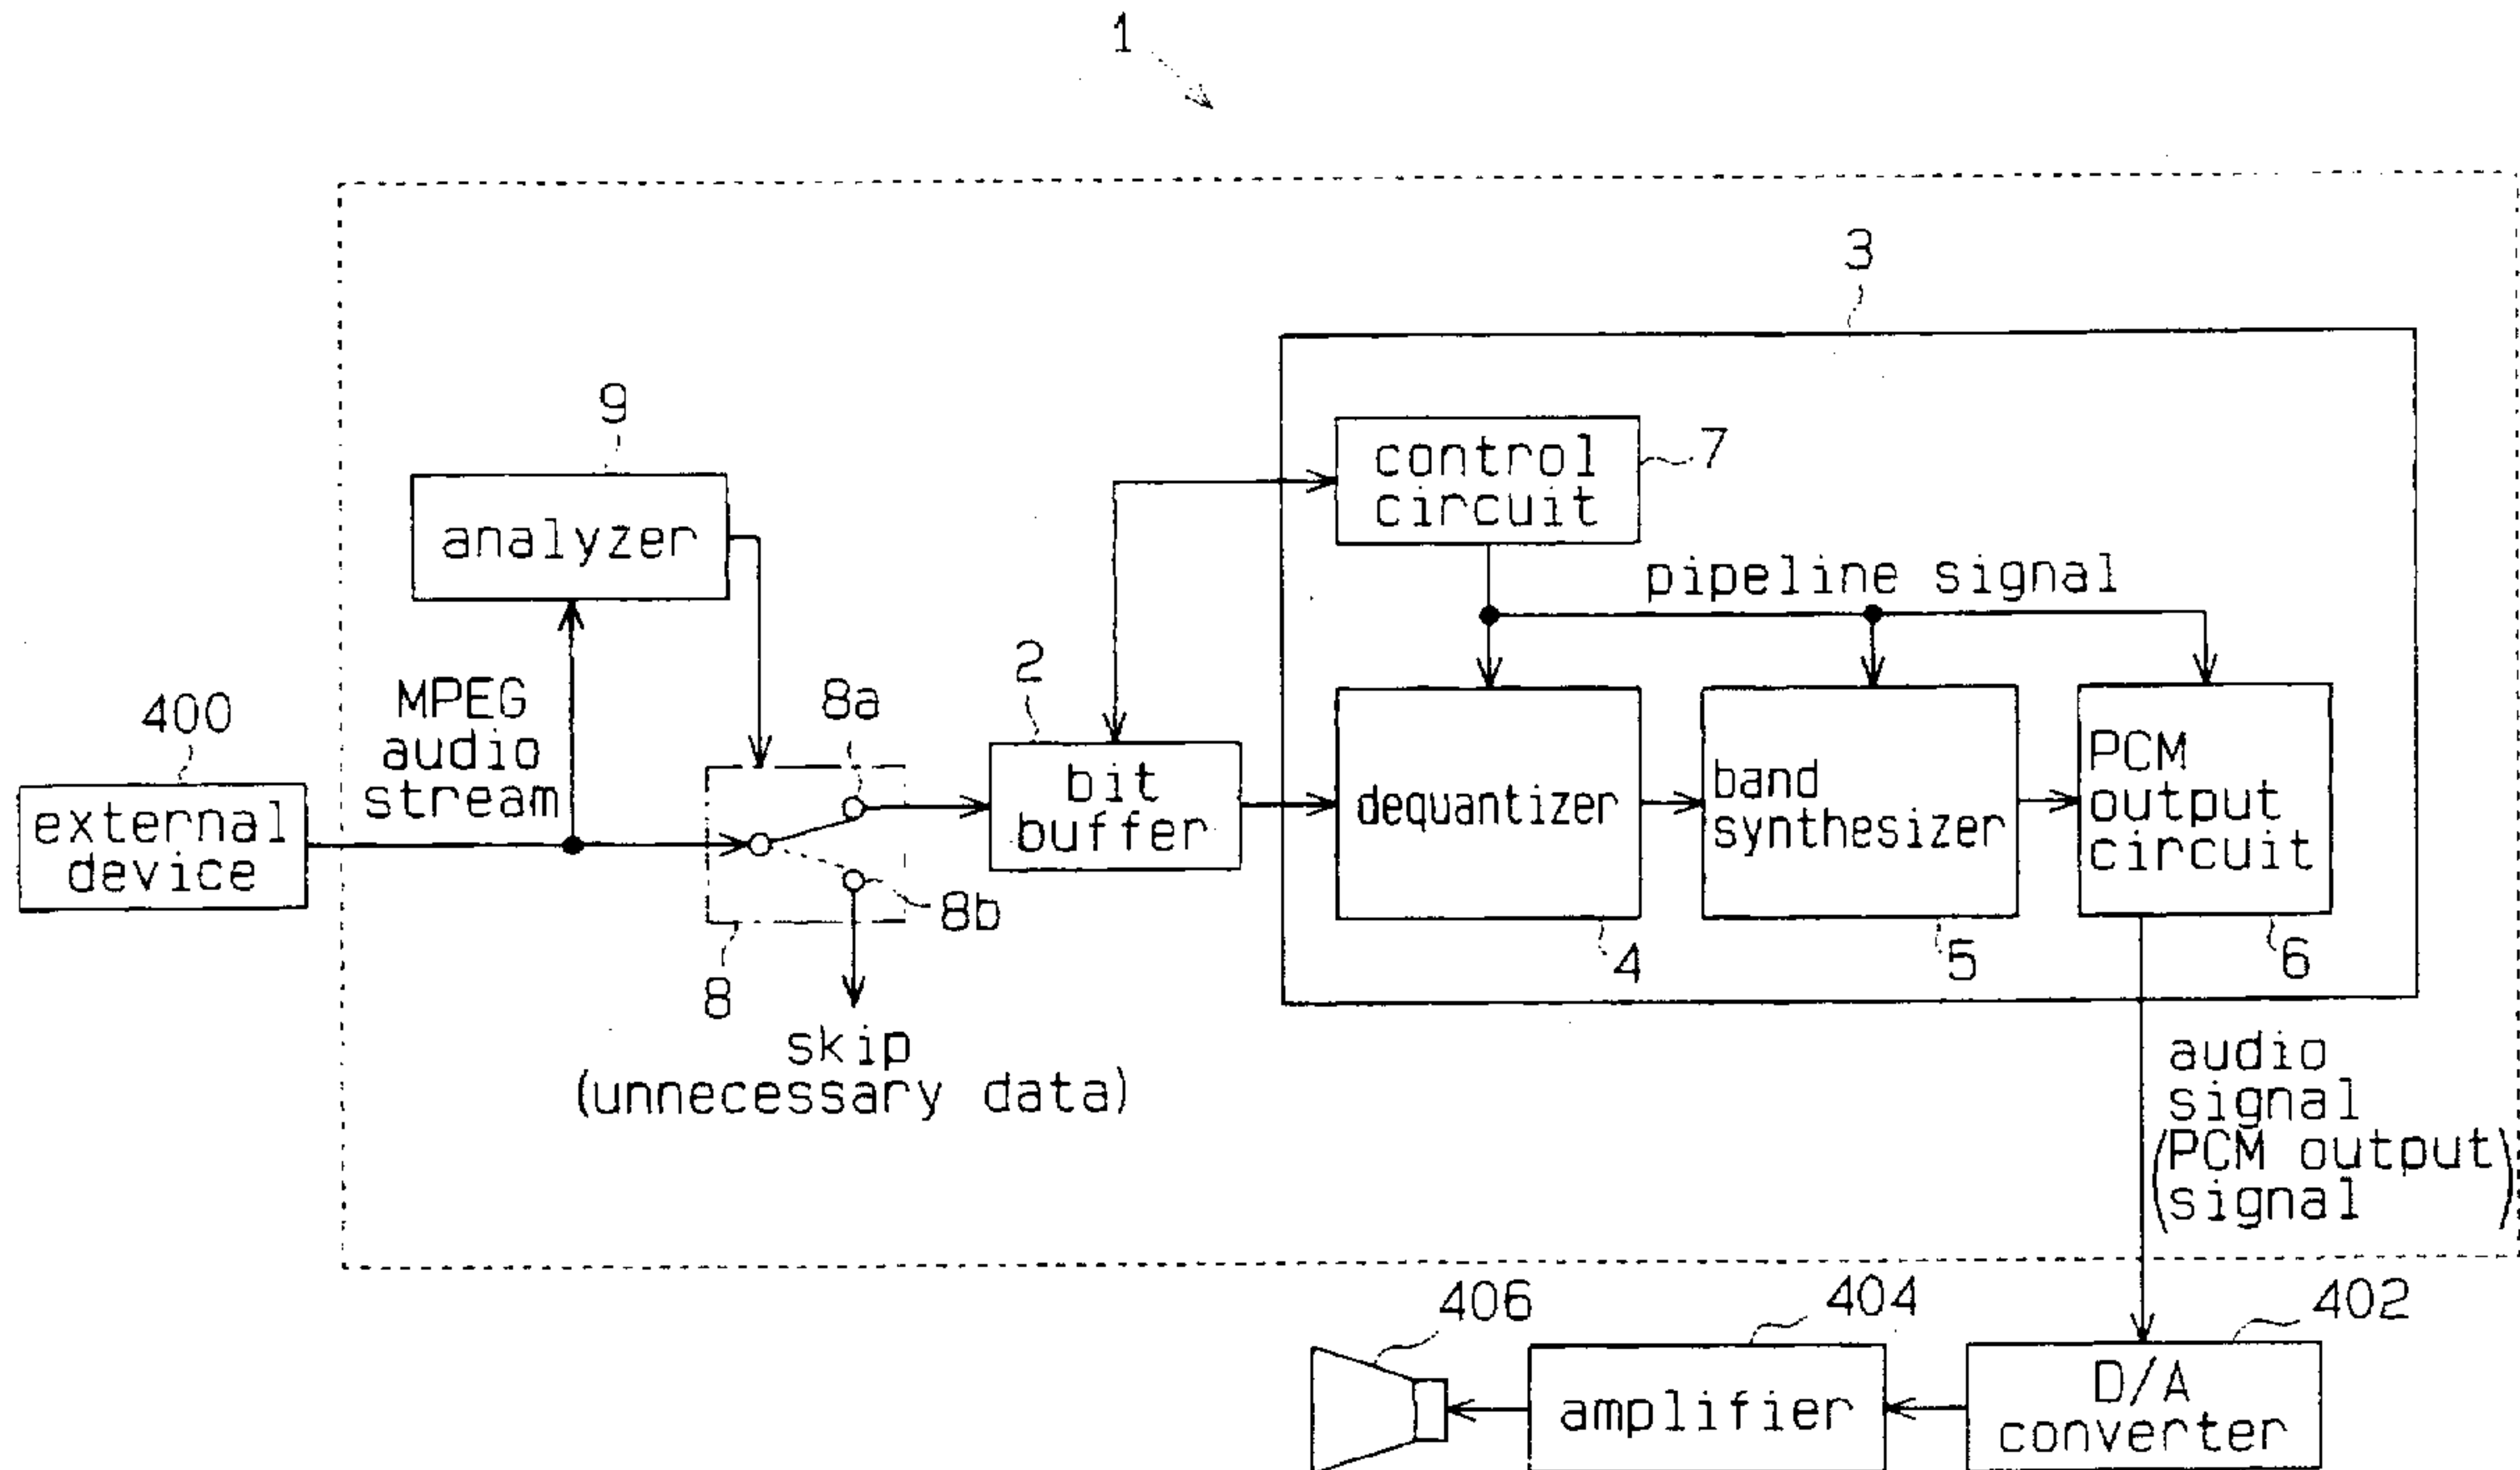 1
3
9
control
circuit
7
analyzer
pipeline signal
2
8a
400
MPEG
audio
stream
external
device
bit
buffer
dequantizer
band
synthesizer
PCM
output
circuit
8b
8
4
5
6
skip
(unnecessary data)
audio
signal
(PCM output
signal)
406
404
402
amplifier
D/A
converter